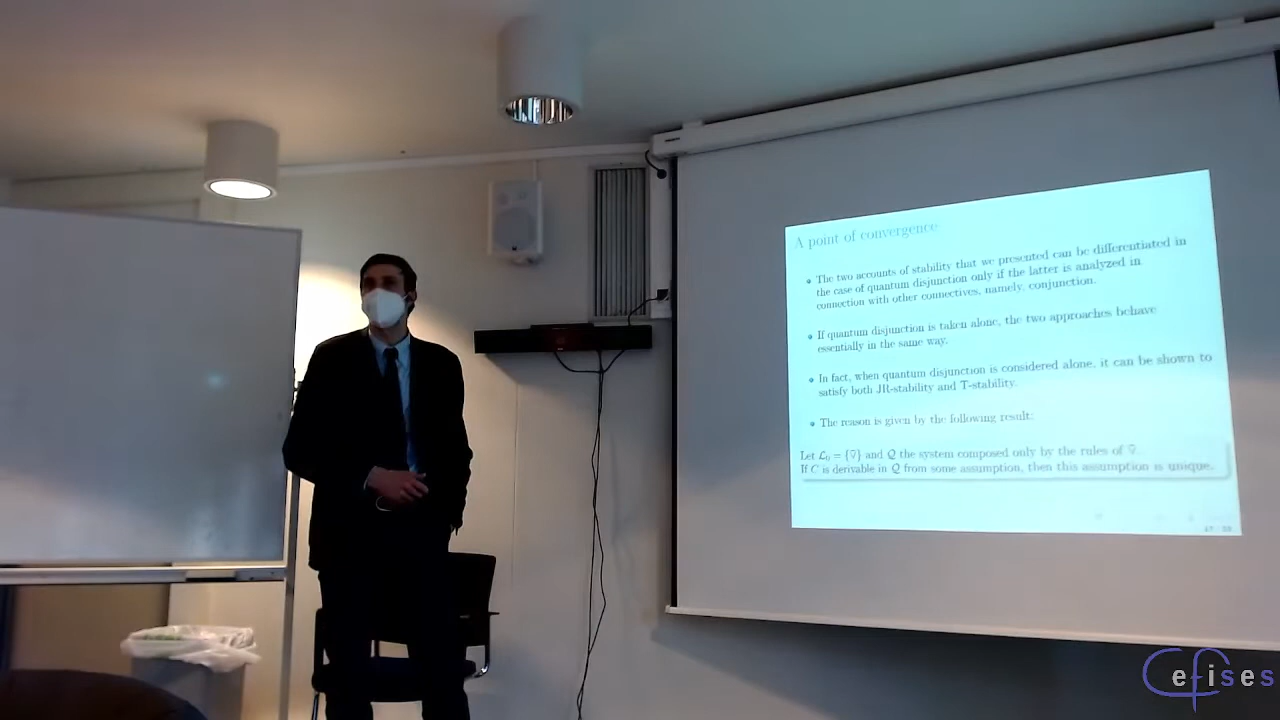 A point of convergence
The two accounts of stability that we presented can be differentiated in
the case of quantum disjunction only if the latter is analyzed in
connection with other connectives, namely, conjunction.
If quantum disjunction is taken alone, the two approaches behave
essentially in the same way.
In fact, when quantum disjunction is considered alone, it can be shown to
satisfy both JR-stability and T-stability.
The reason is given by the following result:
Let 𝓛₀ = {⊽} and Q the system composed only by the rules of ⊽.
If C is derivable in Q from some assumption, then this assumption is unique.
Cefises